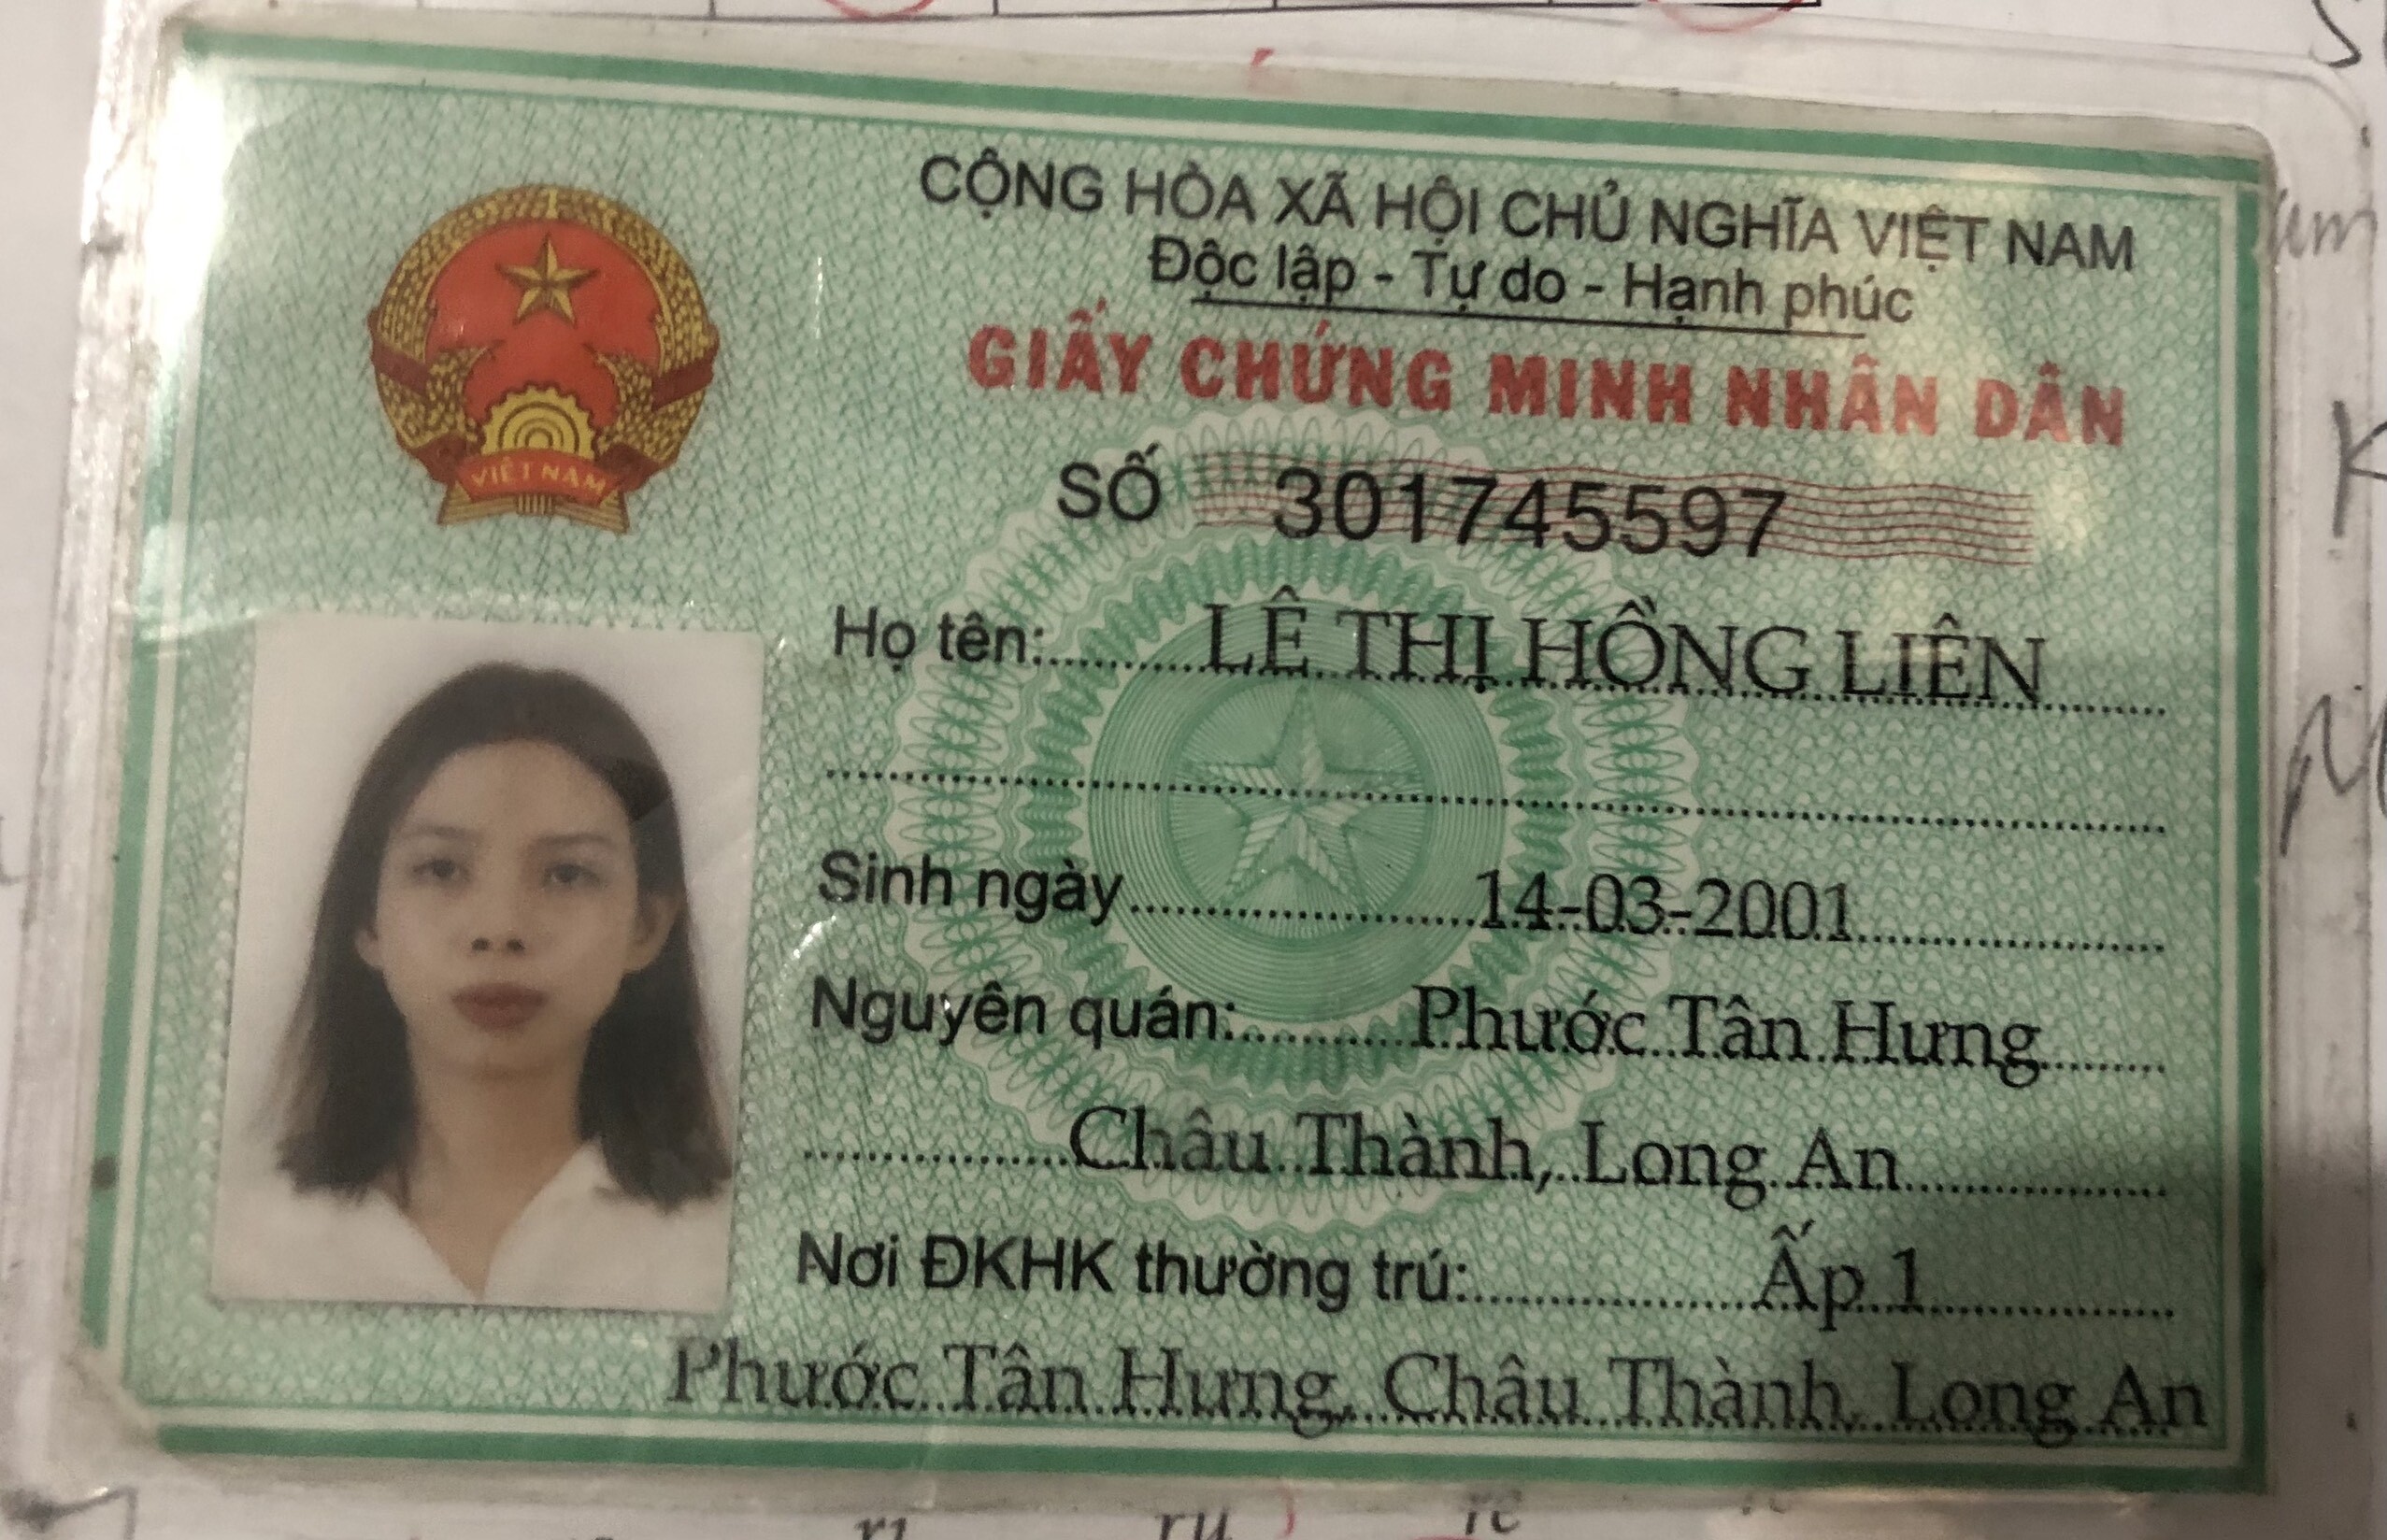 CỘNG HÒA XÃ HỘI CHỦ NGHĨA VIỆT NAM
Độc lập - Tự do - Hạnh phúc
GIẤY CHỨNG MINH NHÂN DÂN
VIỆT NAM
SỐ 301745597
Họ tên: LÊ THỊ HỒNG LIÊN
Sinh ngày 14-03-2001
Nguyên quán: Phước Tân Hưng
Châu Thành, Long An
Nơi ĐKHK thường trú: Ấp 1
Phước Tân Hưng, Châu Thành, Long An